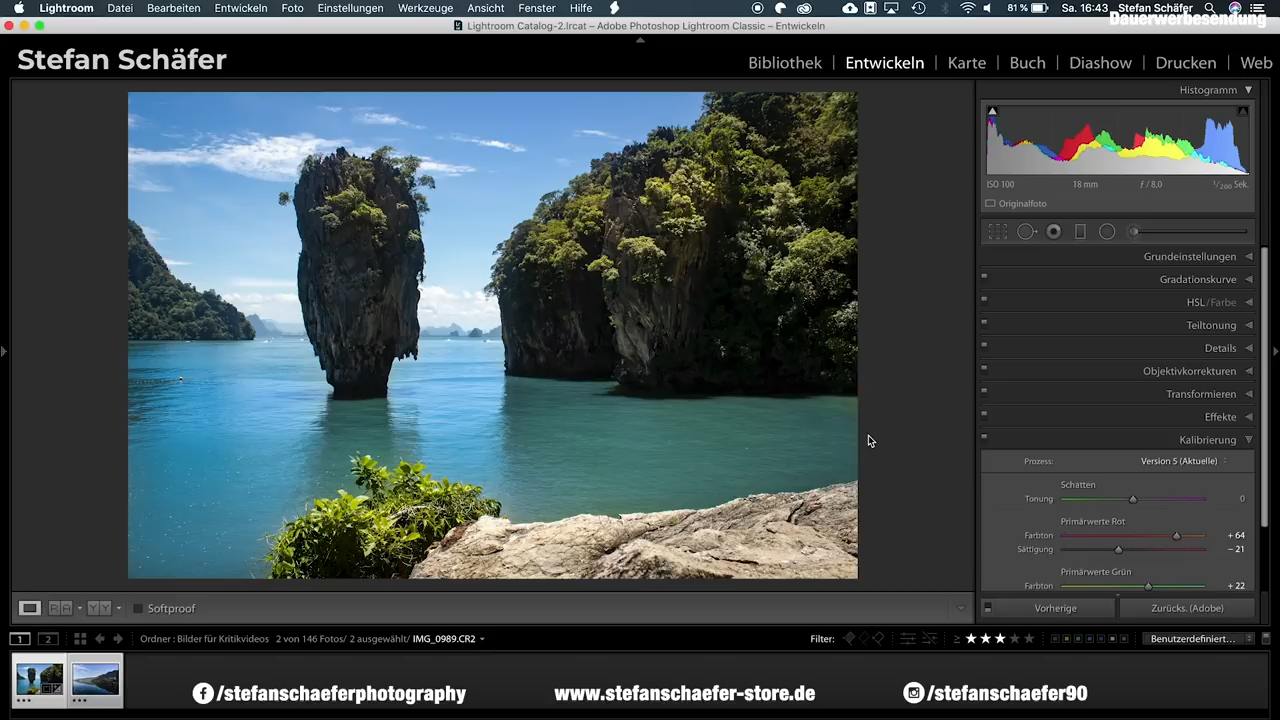 Lightroom Datei Bearbeiten Entwickeln Foto Einstellungen Werkzeuge Ansicht Fenster Hilfe 81% Sa. 16:43 Stefan Schäfer
Dauerwerbesendung
Lightroom Catalog-2.lrcat – Adobe Photoshop Lightroom Classic – Entwickeln
Stefan Schäfer
Bibliothek | Entwickeln | Karte | Buch | Diashow | Drucken | Web
Histogramm
ISO 100 18 mm ƒ / 8,0 1/200 Sek.
Originalfoto
Grundeinstellungen
Gradationskurve
HSL / Farbe
Teiltonung
Details
Objektivkorrekturen
Transformieren
Effekte
Kalibrierung
Prozess: Version 5 (Aktuelle)
Schatten
Tonung 0
Primärwerte Rot
Farbton + 64
Sättigung – 21
Primärwerte Grün
Farbton + 22
Softproof
Vorherige Zurücks. (Adobe)
1 2 Ordner : Bilder für Kritikvideos 2 von 146 Fotos/ 2 ausgewählt/ IMG_0989.CR2 Filter: ≥ ★★★★★ Benutzerdefiniert...
/stefanschaeferphotography www.stefanschaefer-store.de /stefanschaefer90